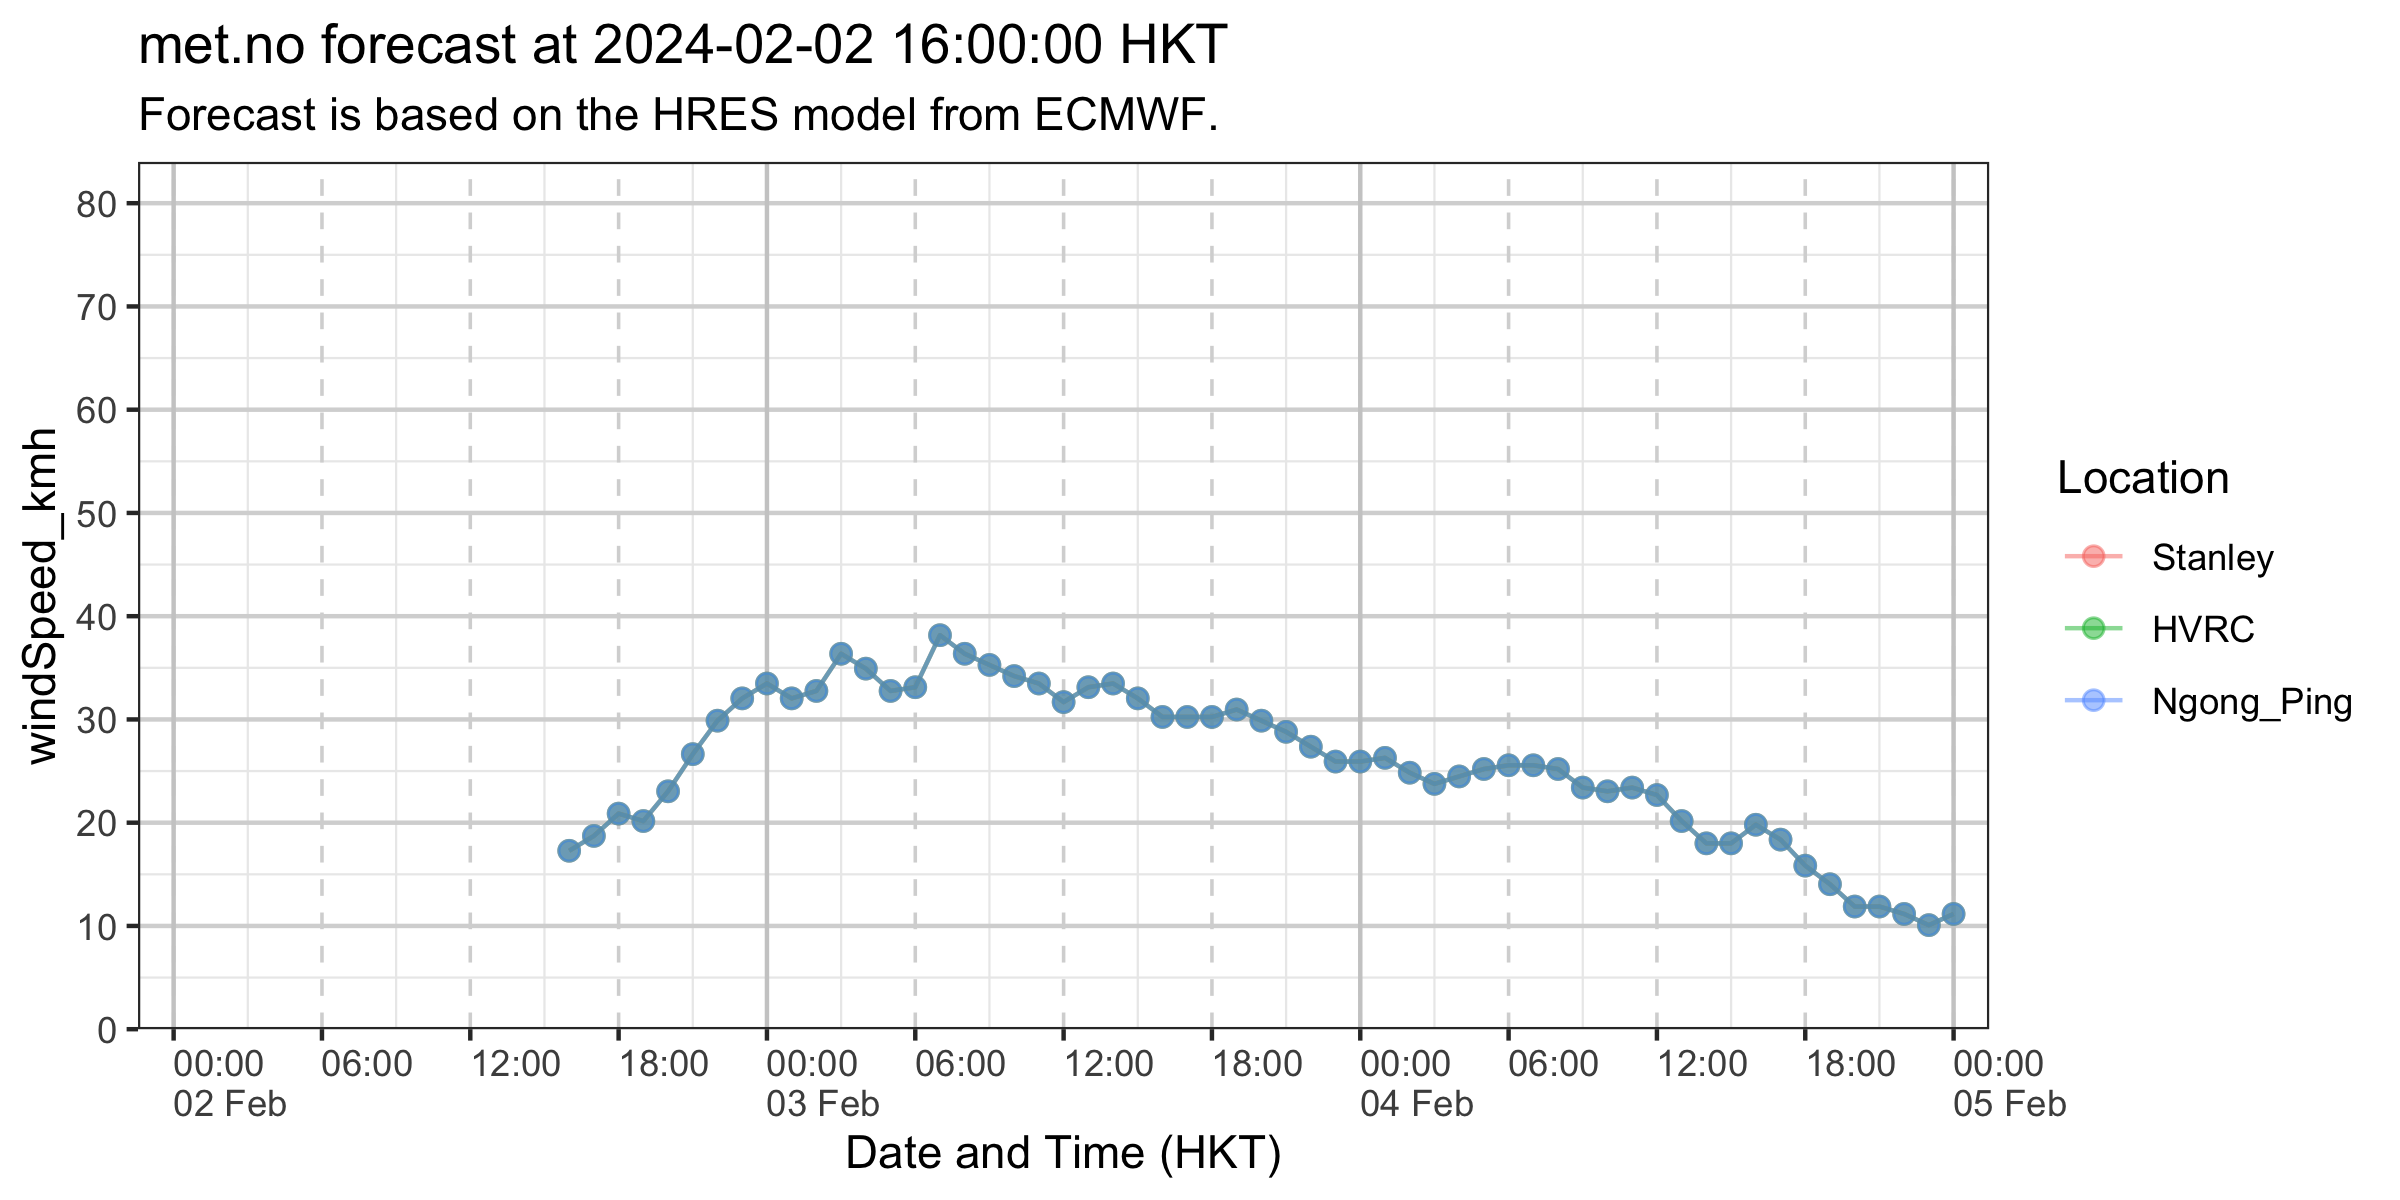 met.no forecast at 2024-02-02 16:00:00 HKT
Forecast is based on the HRES model from ECMWF.
windSpeed_kmh
80
70
60
50
40
30
20
10
0
00:00 06:00 12:00 18:00 00:00 06:00 12:00 18:00 00:00 06:00 12:00 18:00 00:00
02 Feb 03 Feb 04 Feb 05 Feb
Date and Time (HKT)
Location
Stanley
HVRC
Ngong_Ping